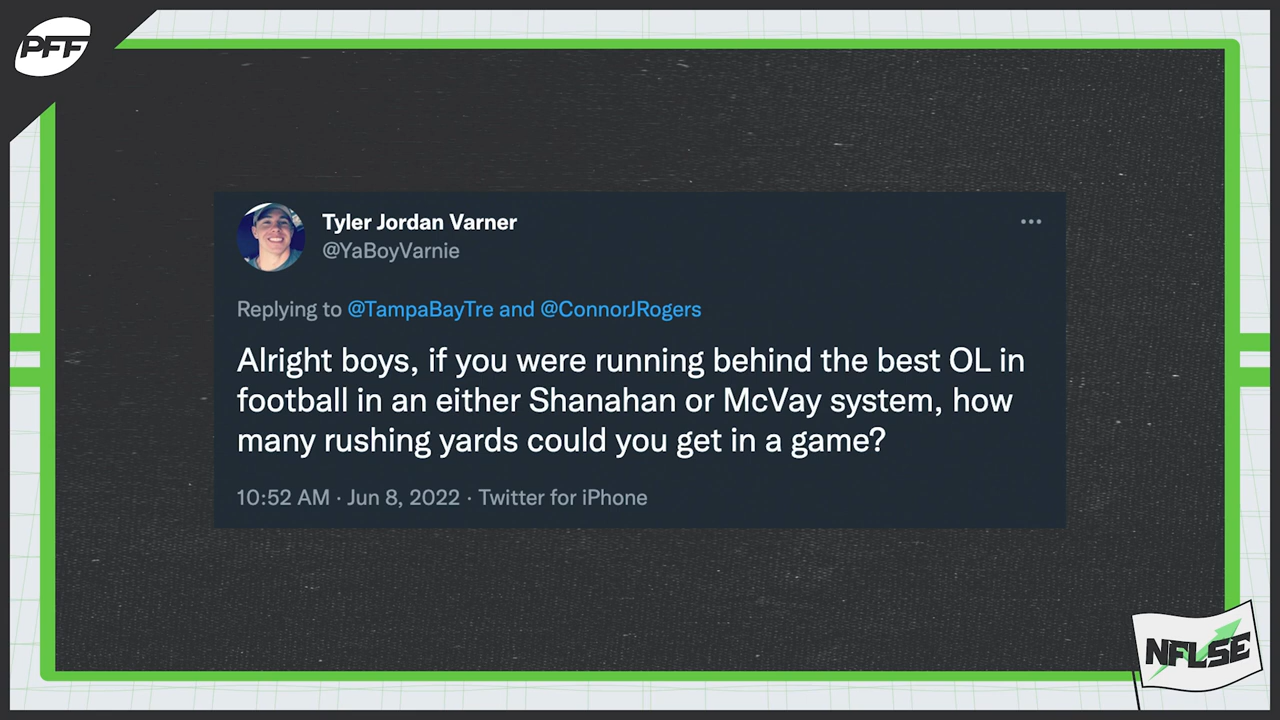 PFF
Tyler Jordan Varner
@YaBoyVarnie
Replying to @TampaBayTre and @ConnorJRogers
Alright boys, if you were running behind the best OL in
football in an either Shanahan or McVay system, how
many rushing yards could you get in a game?
10:52 AM · Jun 8, 2022 · Twitter for iPhone
NFLSE